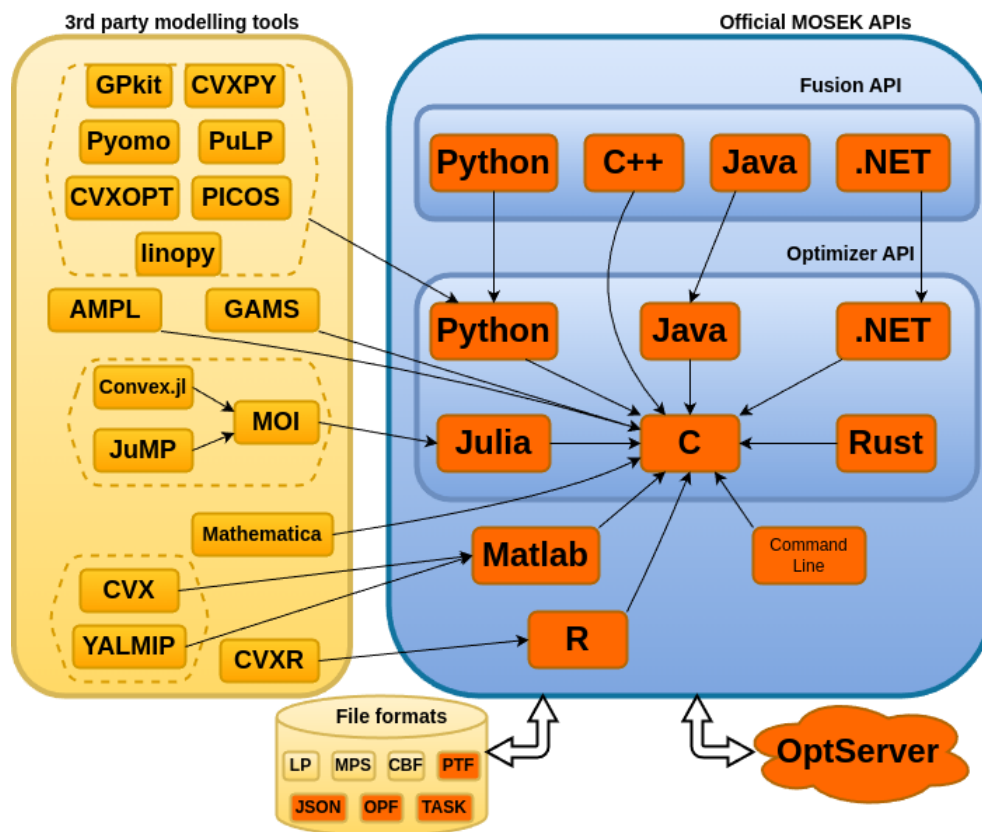 3rd party modelling tools
GPkit
CVXPY
Pyomo
PuLP
CVXOPT
PICOS
linopy
AMPL
GAMS
Convex.jl
MOI
JuMP
Mathematica
CVX
YALMIP
CVXR
Official MOSEK APIs
Fusion API
Python
C++
Java
.NET
Optimizer API
Python
Java
.NET
Julia
C
Rust
Matlab
Command
Line
R
File formats
LP
MPS
CBF
PTF
JSON
OPF
TASK
OptServer